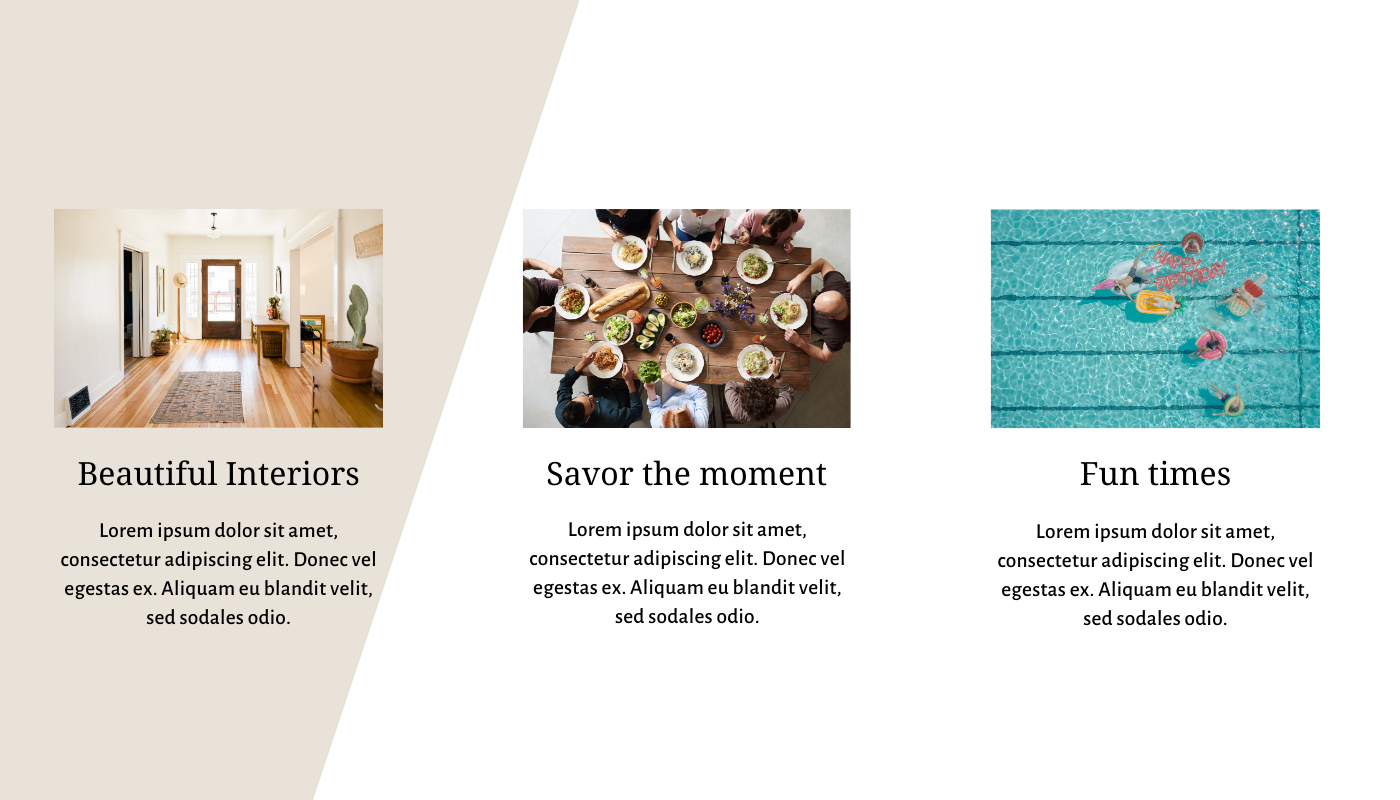 HAPPY
BIRTHDAY
Beautiful Interiors
Lorem ipsum dolor sit amet,
consectetur adipiscing elit. Donec vel
egestas ex. Aliquam eu blandit velit,
sed sodales odio.
Savor the moment
Lorem ipsum dolor sit amet,
consectetur adipiscing elit. Donec vel
egestas ex. Aliquam eu blandit velit,
sed sodales odio.
Fun times
Lorem ipsum dolor sit amet,
consectetur adipiscing elit. Donec vel
egestas ex. Aliquam eu blandit velit,
sed sodales odio.